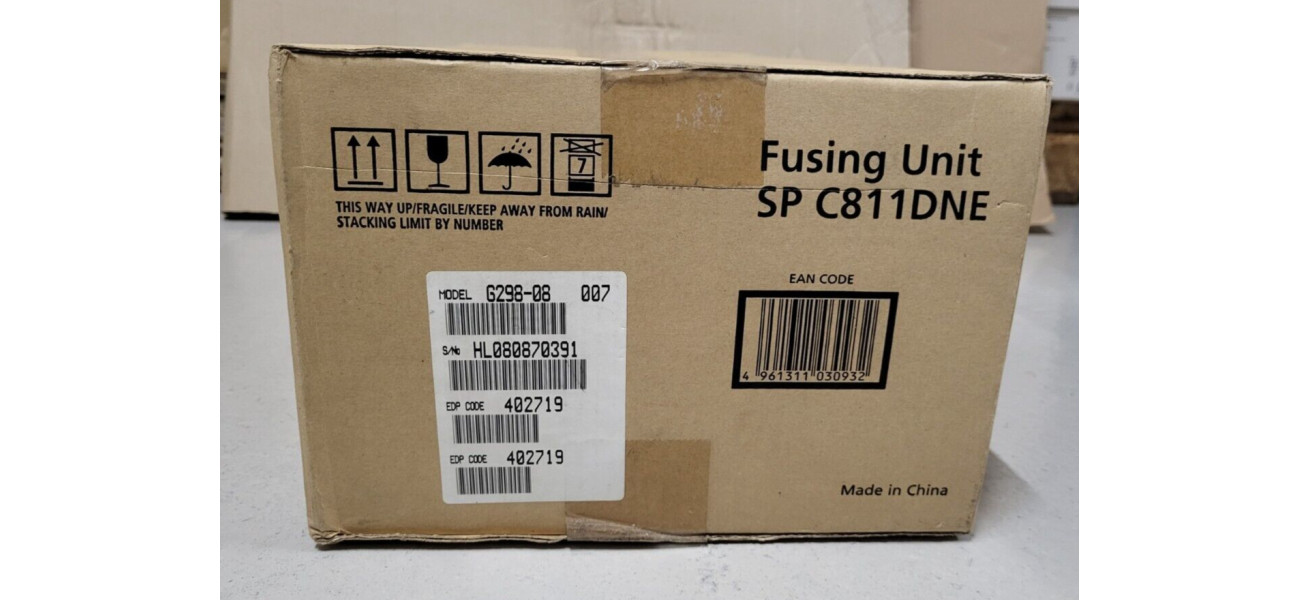 7
THIS WAY UP/FRAGILE/KEEP AWAY FROM RAIN/
STACKING LIMIT BY NUMBER
Fusing Unit
SP C811DNE
MODEL G298-08 007
S/No HL080870391
EDP CODE 402719
EDP CODE 402719
EAN CODE
4 961311 030932
Made in China